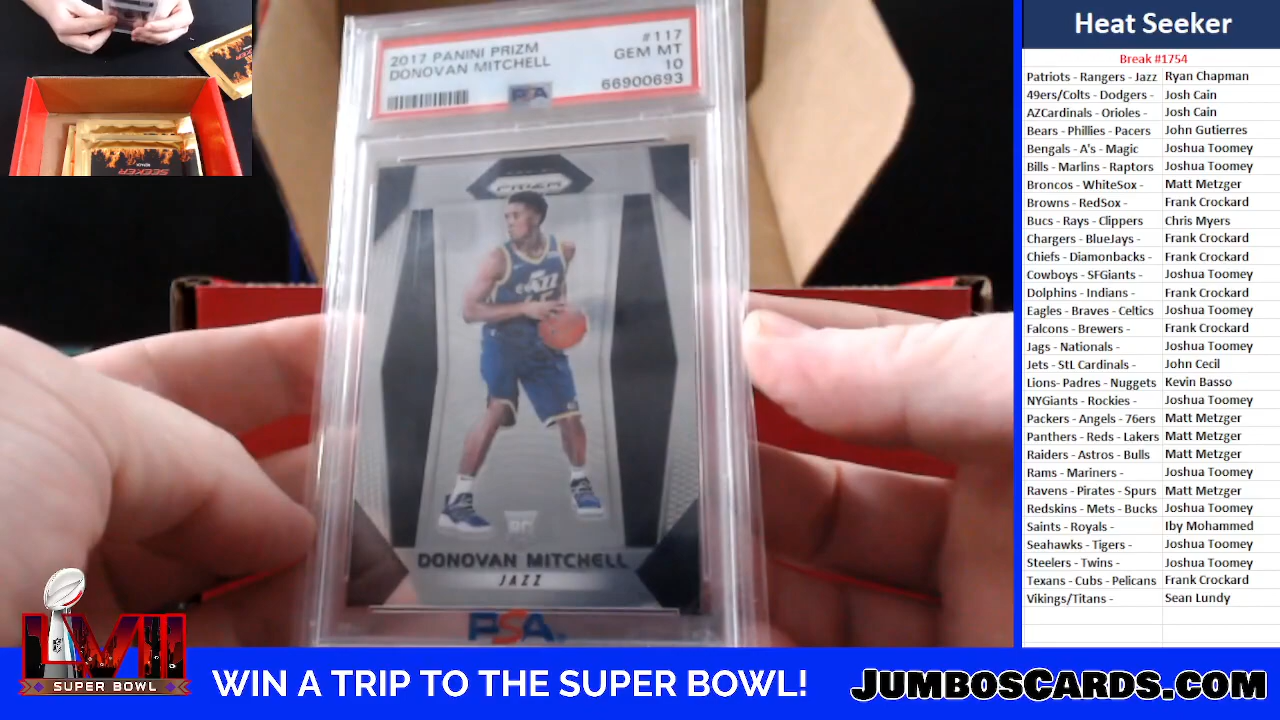 2017 PANINI PRIZM
DONOVAN MITCHELL
#117
GEM MT
10
66900693
PSA
PRIZM
JAZZ
RC
DONOVAN MITCHELL
JAZZ
PSA
SEEKER
Heat Seeker
Break #1754
Patriots - Rangers - Jazz Ryan Chapman
49ers/Colts - Dodgers - Josh Cain
AZCardinals - Orioles - Josh Cain
Bears - Phillies - Pacers John Gutierres
Bengals - A's - Magic Joshua Toomey
Bills - Marlins - Raptors Joshua Toomey
Broncos - WhiteSox - Matt Metzger
Browns - RedSox - Frank Crockard
Bucs - Rays - Clippers Chris Myers
Chargers - BlueJays - Frank Crockard
Chiefs - Diamonbacks - Frank Crockard
Cowboys - SFGiants - Joshua Toomey
Dolphins - Indians - Frank Crockard
Eagles - Braves - Celtics Joshua Toomey
Falcons - Brewers - Frank Crockard
Jags - Nationals - Joshua Toomey
Jets - StL Cardinals - John Cecil
Lions- Padres - Nuggets Kevin Basso
NYGiants - Rockies - Joshua Toomey
Packers - Angels - 76ers Matt Metzger
Panthers - Reds - Lakers Matt Metzger
Raiders - Astros - Bulls Matt Metzger
Rams - Mariners - Joshua Toomey
Ravens - Pirates - Spurs Matt Metzger
Redskins - Mets - Bucks Joshua Toomey
Saints - Royals - Iby Mohammed
Seahawks - Tigers - Joshua Toomey
Steelers - Twins - Joshua Toomey
Texans - Cubs - Pelicans Frank Crockard
Vikings/Titans - Sean Lundy
LVII
SUPER BOWL
WIN A TRIP TO THE SUPER BOWL!
JUMBOSCARDS.COM